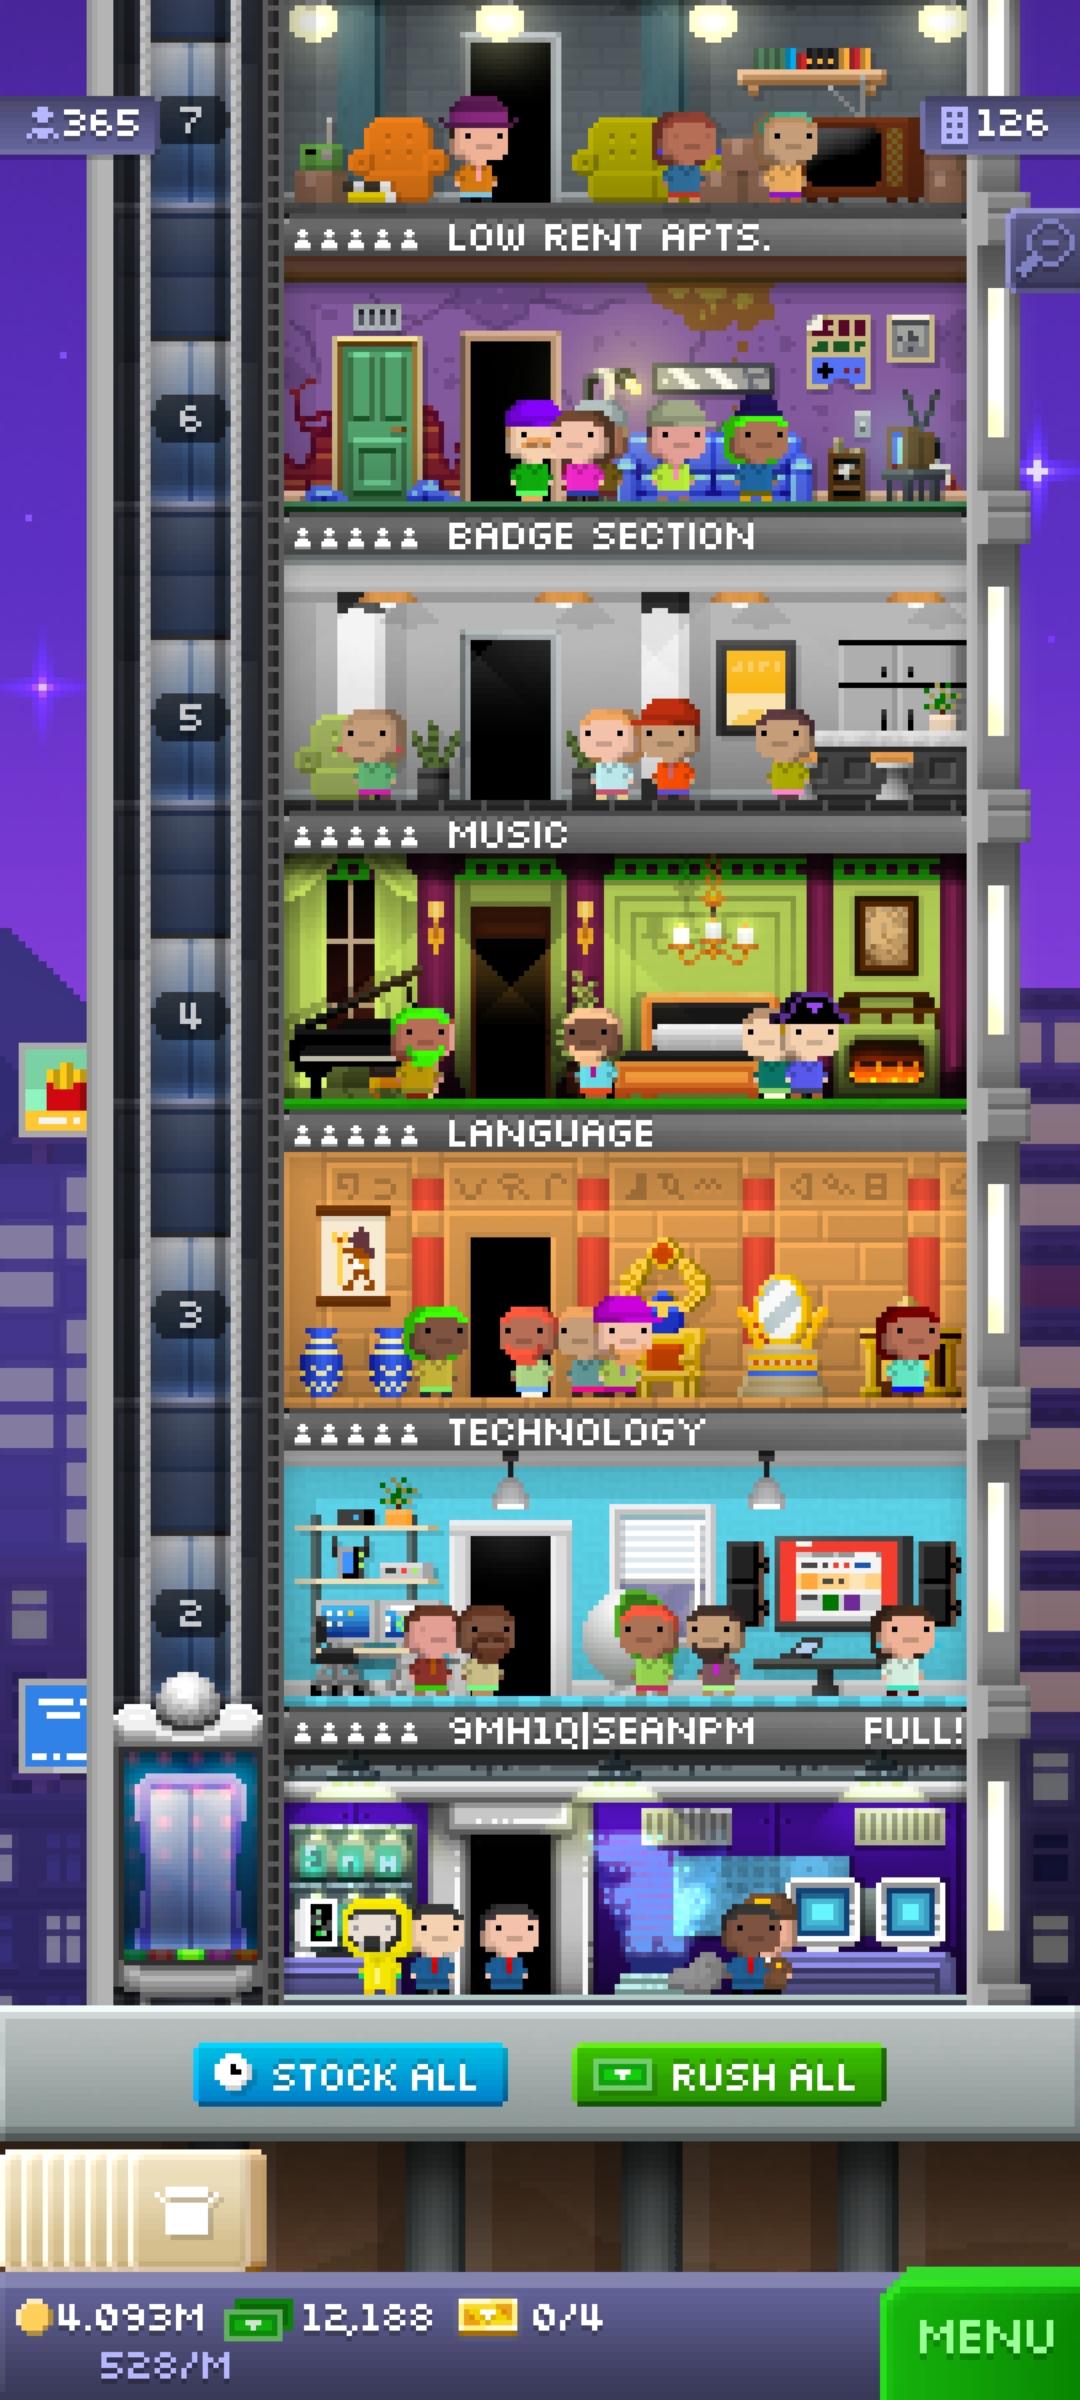 7
365
126
LOW RENT APTS.
6
BADGE SECTION
5
MUSIC
4
LANGUAGE
3
TECHNOLOGY
2
9MH1Q|SEANPM FULL!
STOCK ALL
RUSH ALL
4.093M
12,188
0/4
528/M
MENU